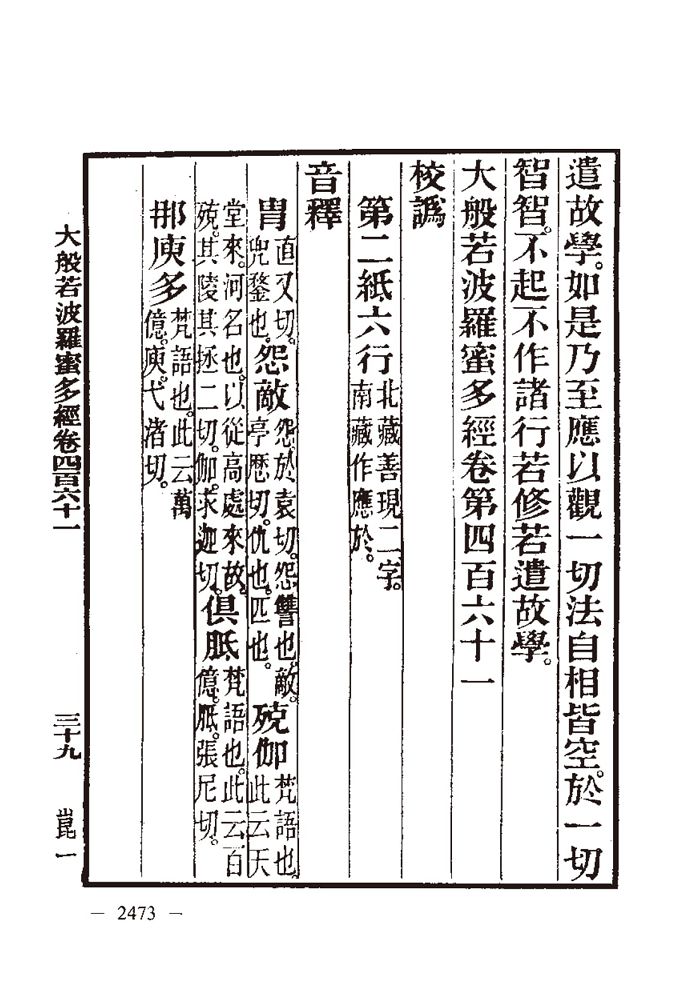 遣故學。如是乃至應以觀一切法自相皆空。於一切
智智。不起不作諸行若修若遣故學。
大般若波羅蜜多經卷第四百六十一
校譌
第二紙六行北藏善現二字。南藏作應於。
音釋
胄直又切。兜鍪也。怨敵怨於袁切。怨讐也。敵亭歷切。仇也。匹也。殑伽梵語也。此云天
堂來。河名也。以從高處來故。殑。其陵其拯二切。伽。求迦切。俱胝梵語也。此云百億。胝。張尼切。
那庾多梵語也。此云萬億。庾。弋渚切。
大般若波羅蜜多經卷四百六十一
三十九
崑一
— 2473 —